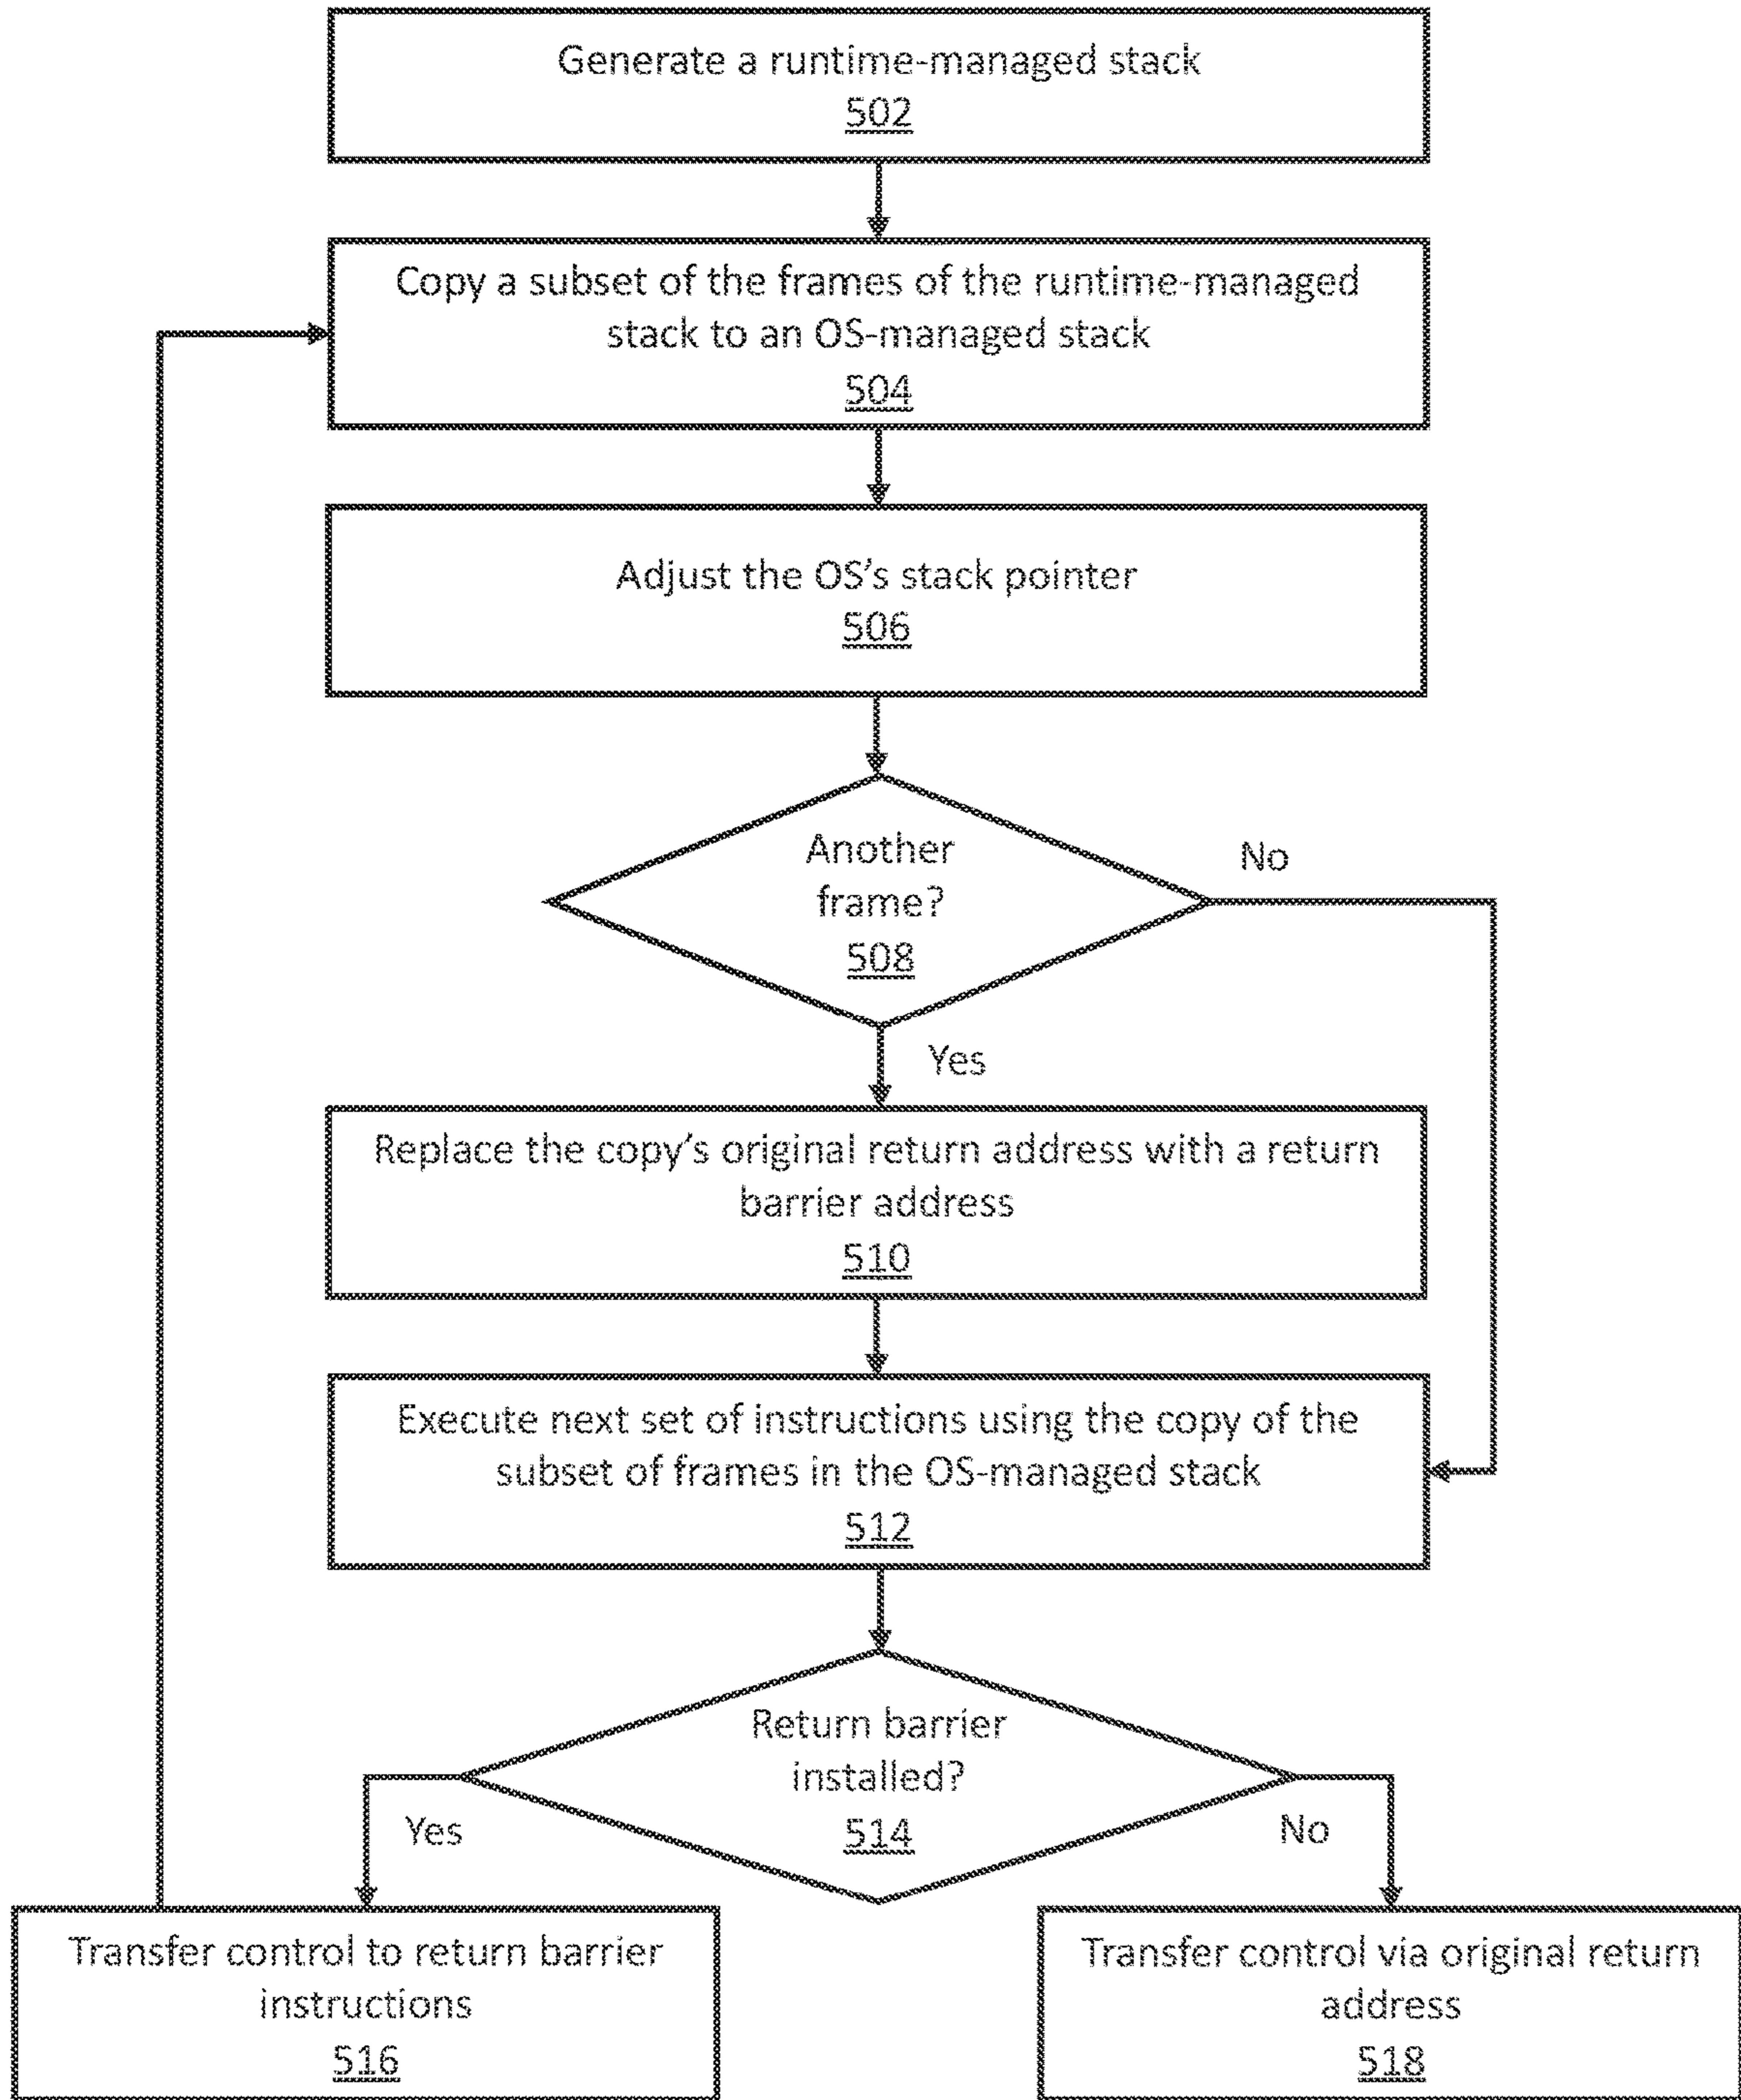 Generate a runtime-managed stack
502
Copy a subset of the frames of the runtime-managed
stack to an OS-managed stack
504
Adjust the OS's stack pointer
506
Another
frame?
508
No
Yes
Replace the copy's original return address with a return
barrier address
510
Execute next set of instructions using the copy of the
subset of frames in the OS-managed stack
512
Return barrier
installed?
514
Yes
No
Transfer control to return barrier
instructions
516
Transfer control via original return
address
518